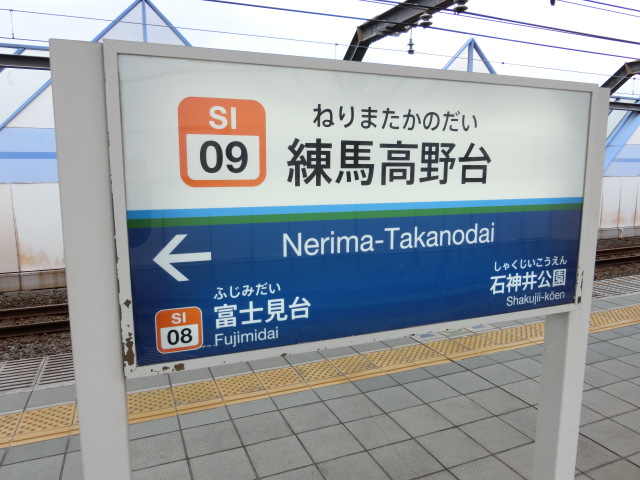 SI
09
ねりまたかのだい
練馬高野台
Nerima-Takanodai
SI
08
ふじみだい
富士見台
Fujimidai
しゃくじいこうえん
石神井公園
Shakujii-kōen